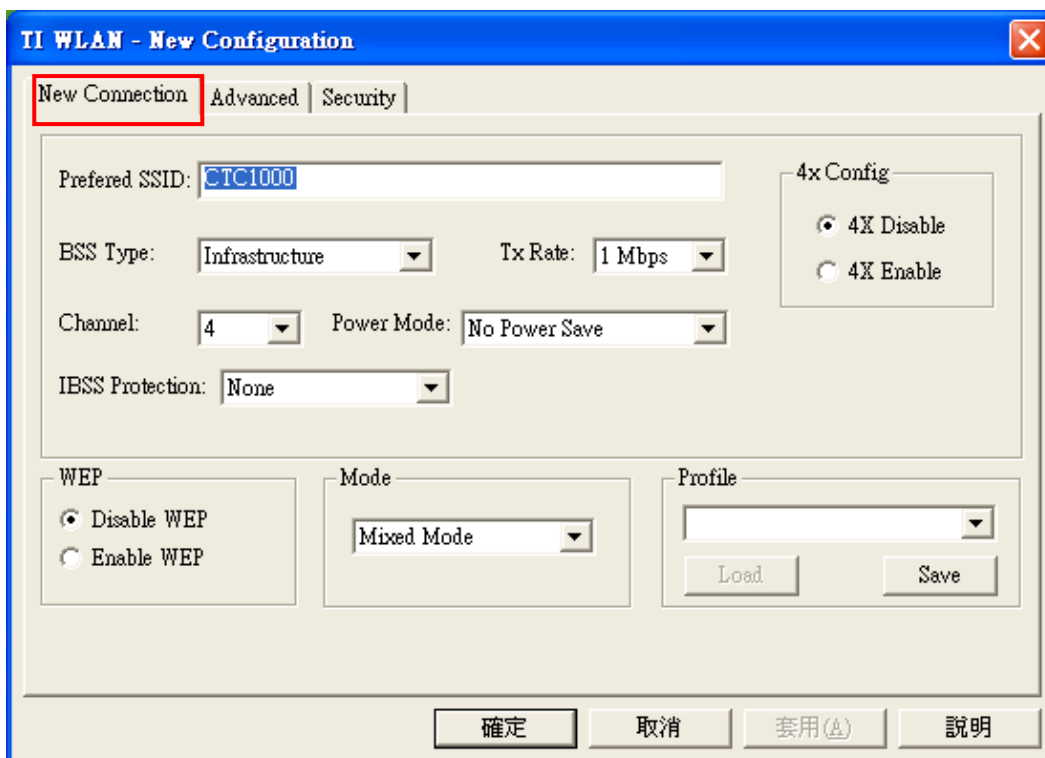 TI WLAN - New Configuration
New Connection Advanced Security
Prefered SSID: CTC1000
4x Config
4X Disable
4X Enable
BSS Type: Infrastructure Tx Rate: 1 Mbps
Channel: 4 Power Mode: No Power Save
IBSS Protection: None
WEP
Disable WEP
Enable WEP
Mode
Mixed Mode
Profile
Load Save
確定 取消 套用(A) 說明